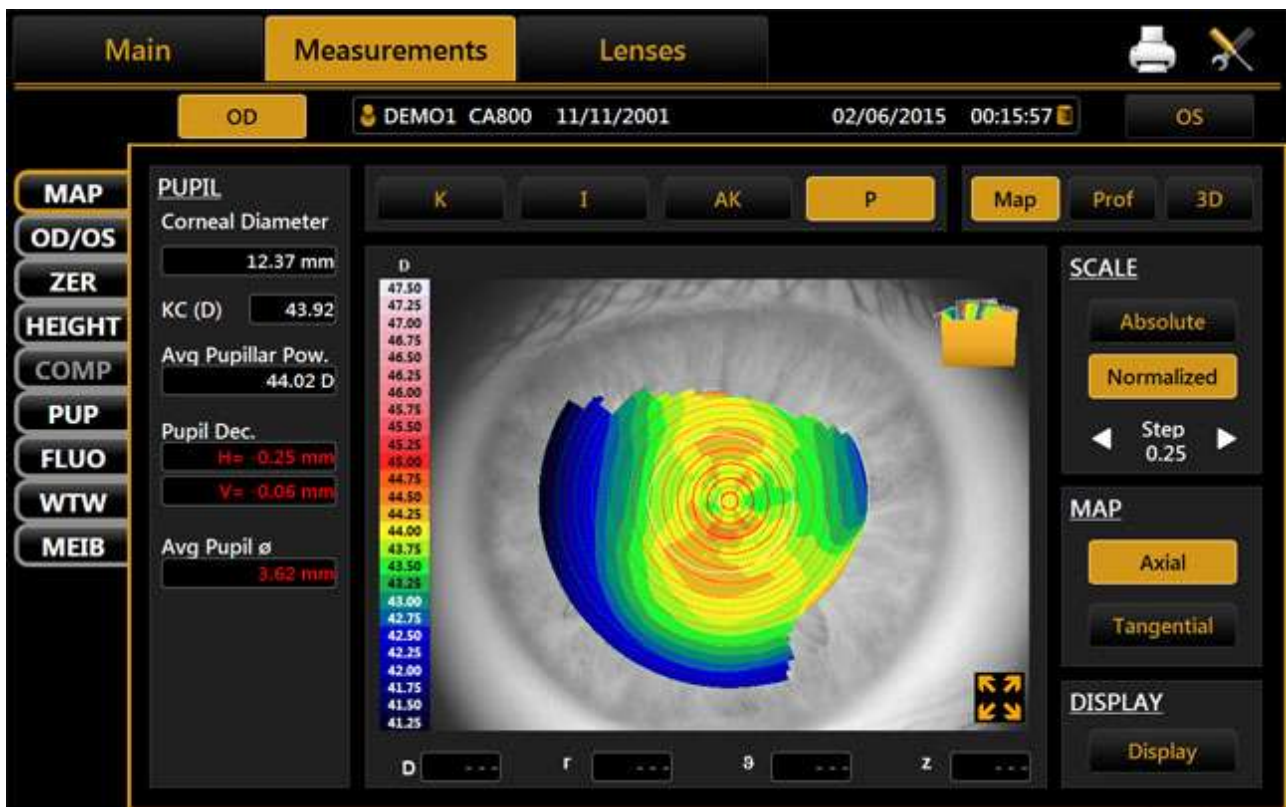 Main Measurements Lenses
OD DEMO1 CA800 11/11/2001 02/06/2015 00:15:57 OS
MAP
OD/OS
ZER
HEIGHT
COMP
PUP
FLUO
WTW
MEIB
PUPIL
Corneal Diameter
12.37 mm
KC (D) 43.92
Avg Pupillar Pow.
44.02 D
Pupil Dec.
H= -0.25 mm
V= -0.06 mm
Avg Pupil ø
3.62 mm
K I AK P
Map Prof 3D
D
47.50
47.25
47.00
46.75
46.50
46.25
46.00
45.75
45.50
45.25
45.00
44.75
44.50
44.25
44.00
43.75
43.50
43.25
43.00
42.75
42.50
42.25
42.00
41.75
41.50
41.25
D --- r --- ϑ --- z ---
SCALE
Absolute
Normalized
Step
0.25
MAP
Axial
Tangential
DISPLAY
Display